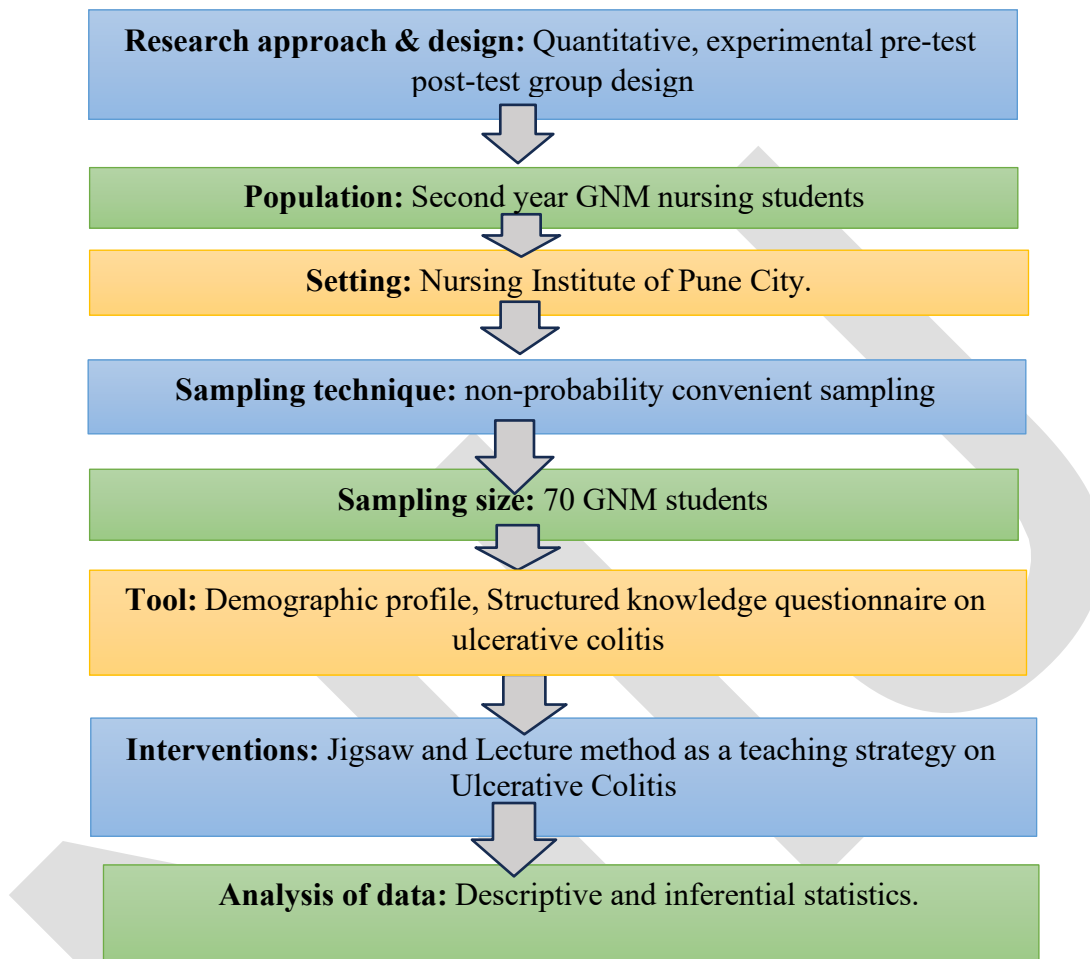 Research approach & design: Quantitative, experimental pre-test
post-test group design
Population: Second year GNM nursing students
Setting: Nursing Institute of Pune City.
Sampling technique: non-probability convenient sampling
Sampling size: 70 GNM students
Tool: Demographic profile, Structured knowledge questionnaire on
ulcerative colitis
Interventions: Jigsaw and Lecture method as a teaching strategy on
Ulcerative Colitis
Analysis of data: Descriptive and inferential statistics.